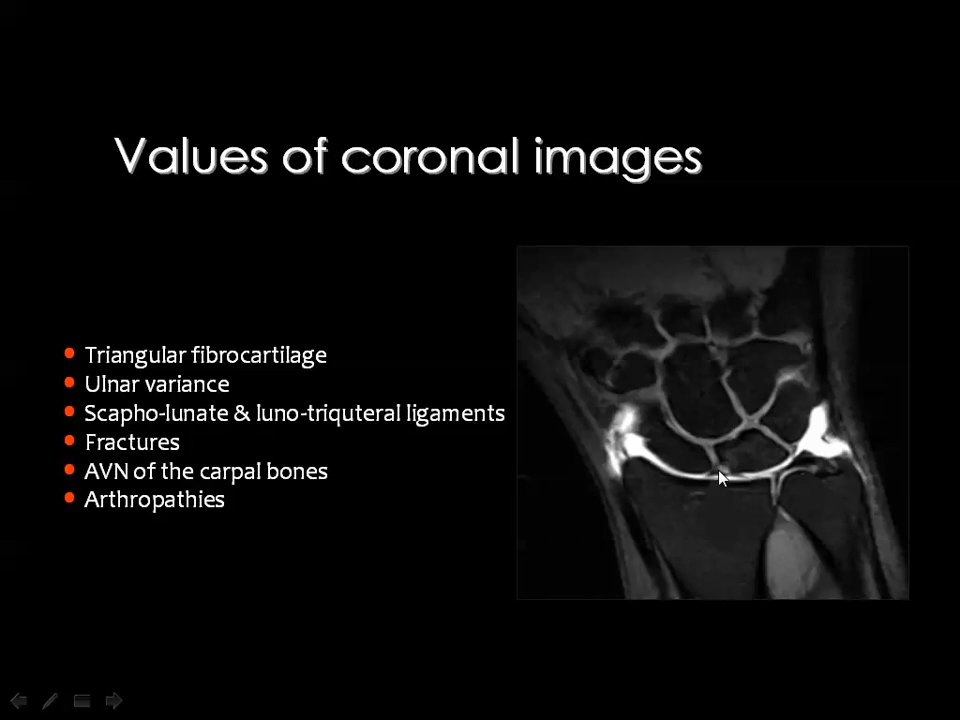 Values of coronal images
• Triangular fibrocartilage
• Ulnar variance
• Scapho-lunate & luno-triquteral ligaments
• Fractures
• AVN of the carpal bones
• Arthropathies